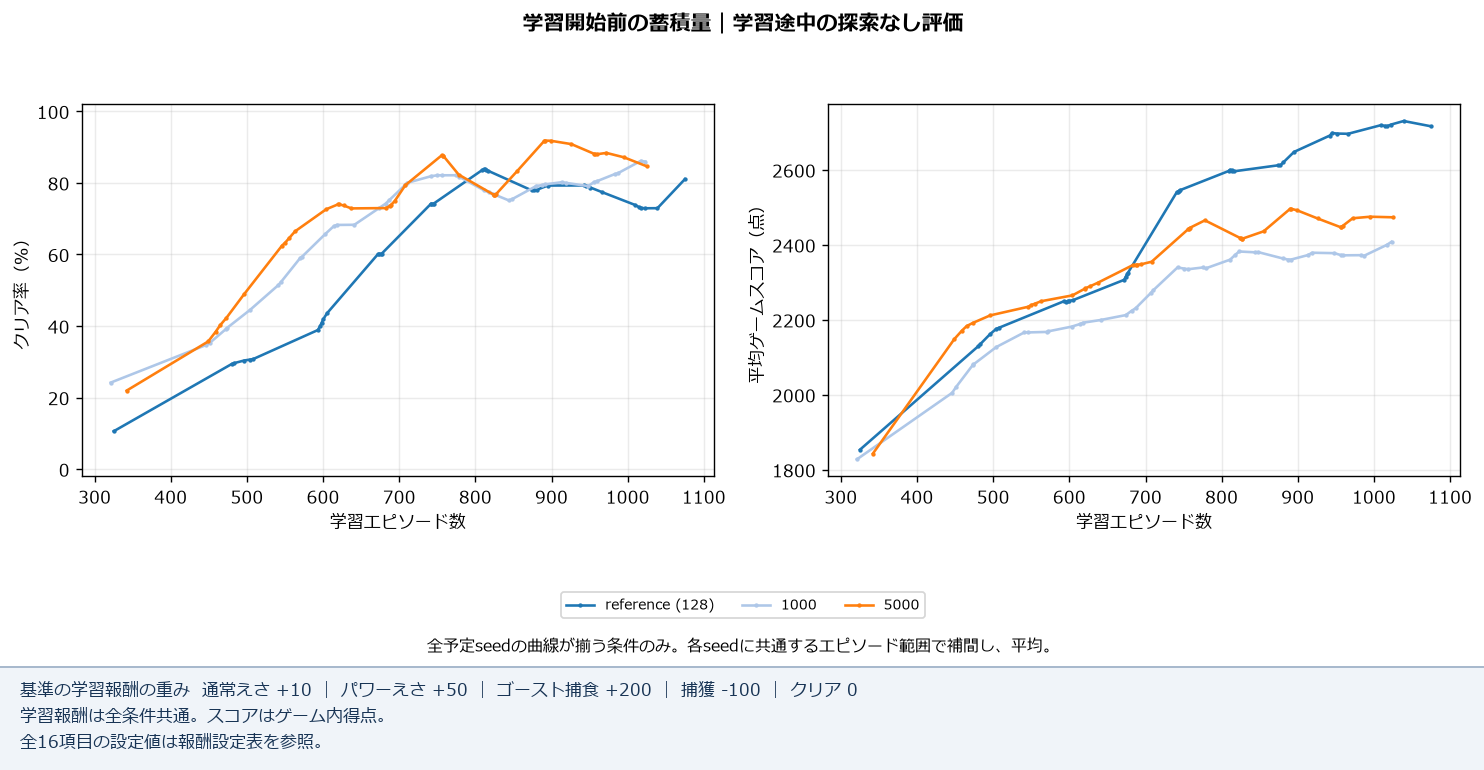 学習開始前の蓄積量｜学習途中の探索なし評価
クリア率（%）
100
80
60
40
20
0
300 400 500 600 700 800 900 1000 1100
学習エピソード数
平均ゲームスコア（点）
2600
2400
2200
2000
1800
300 400 500 600 700 800 900 1000 1100
学習エピソード数
reference (128) 1000 5000
全予定seedの曲線が揃う条件のみ。各seedに共通するエピソード範囲で補間し、平均。
基準の学習報酬の重み 通常えさ +10 ｜ パワーえさ +50 ｜ ゴースト捕食 +200 ｜ 捕獲 -100 ｜ クリア 0
学習報酬は全条件共通。スコアはゲーム内得点。
全16項目の設定値は報酬設定表を参照。